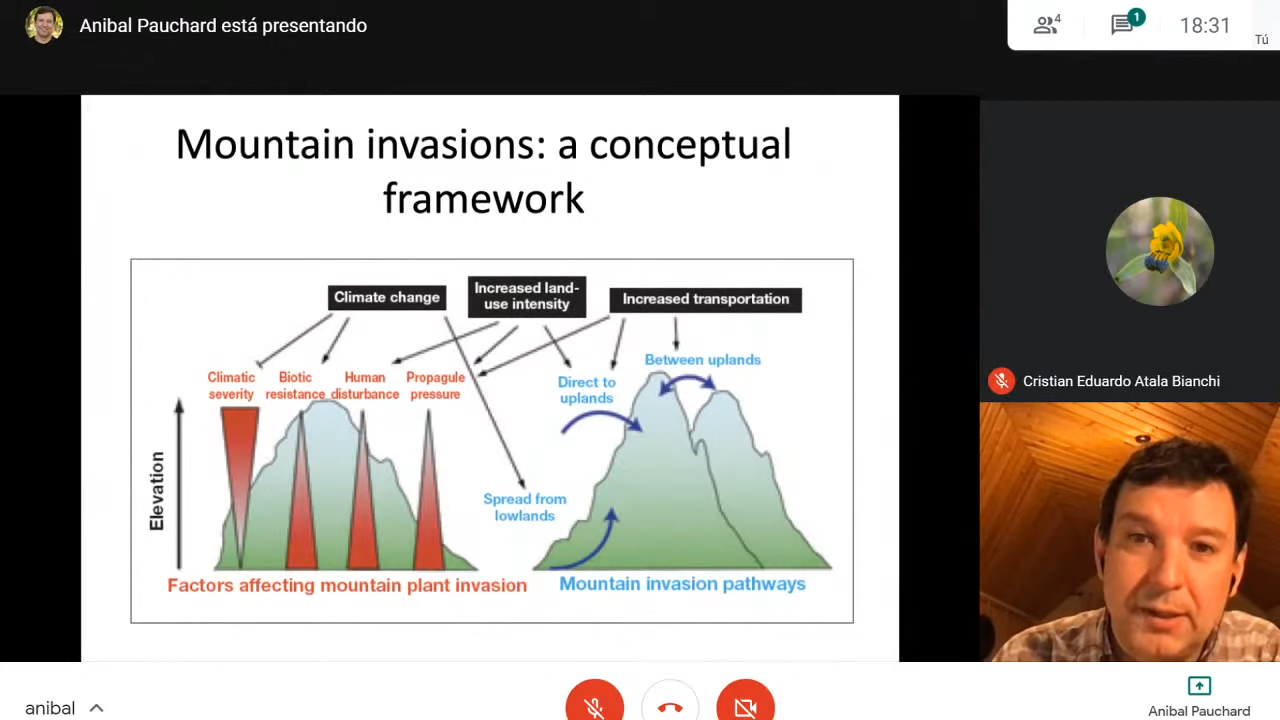 Anibal Pauchard está presentando
4
1
18:31
Tú
Mountain invasions: a conceptual
framework
Climate change
Increased land-
use intensity
Increased transportation
Between uplands
Climatic
severity
Biotic
resistance
Human
disturbance
Propagule
pressure
Direct to
uplands
Elevation
Spread from
lowlands
Factors affecting mountain plant invasion
Mountain invasion pathways
Cristian Eduardo Atala Bianchi
anibal
Anibal Pauchard